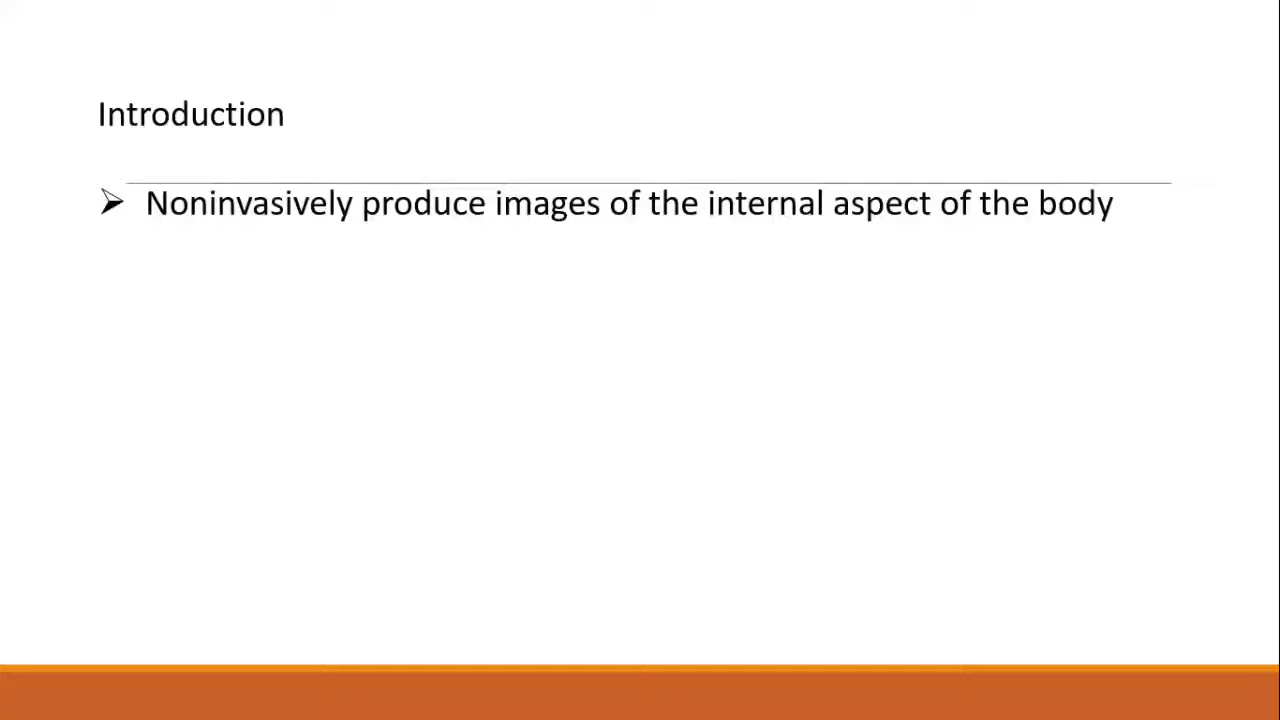 Introduction
➢ Noninvasively produce images of the internal aspect of the body